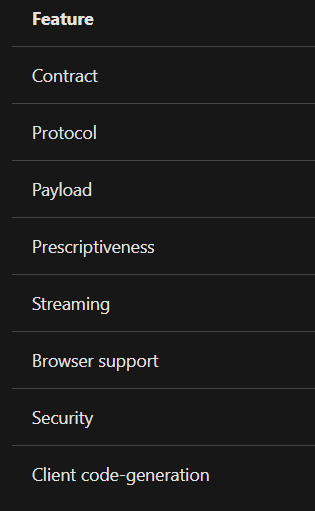 Feature
Contract
Protocol
Payload
Prescriptiveness
Streaming
Browser support
Security
Client code-generation